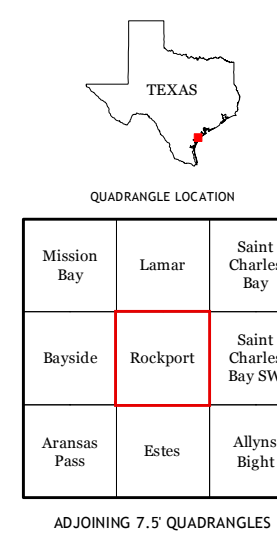 TEXAS
QUADRANGLE LOCATION
Mission
Bay
Lamar
Saint
Charles
Bay
Bayside
Rockport
Saint
Charles
Bay SW
Aransas
Pass
Estes
Allyns
Bight
ADJOINING 7.5' QUADRANGLES